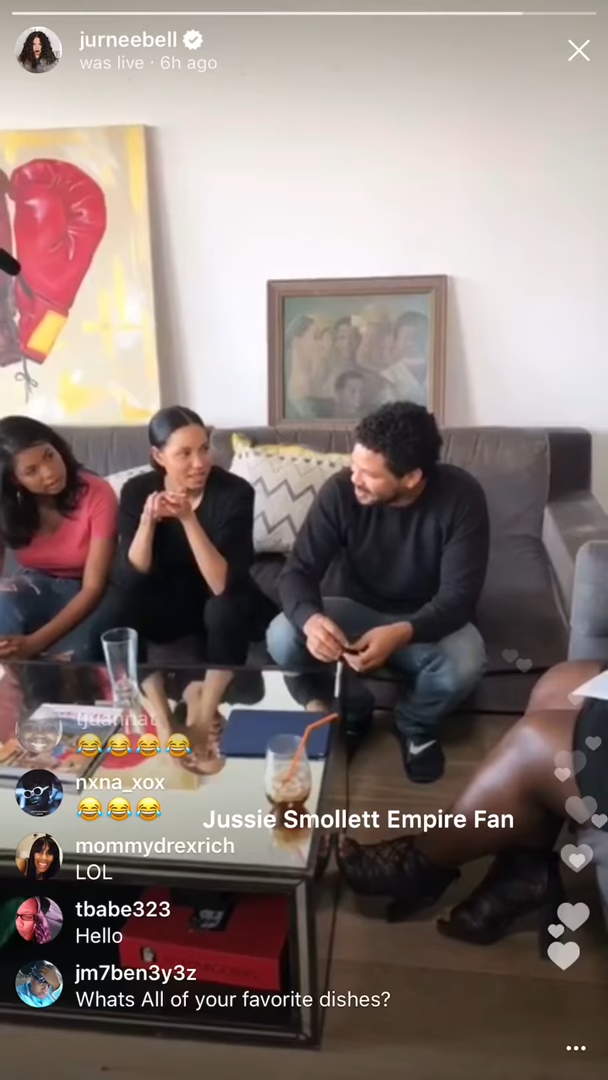 jurneebell
was live · 6h ago
tjuannat
😂😂😂😂
nxna_xox
😂😂😂
Jussie Smollett Empire Fan
mommydrexrich
LOL
tbabe323
Hello
jm7ben3y3z
Whats All of your favorite dishes?